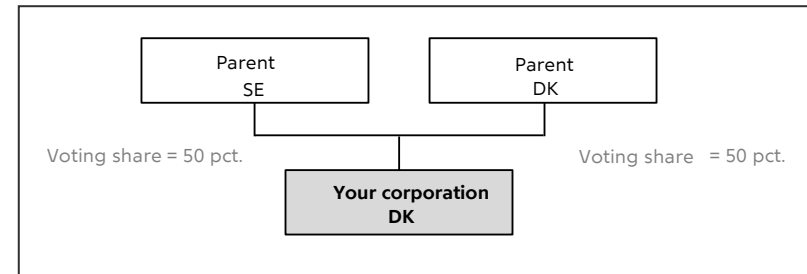 Parent
SE
Parent
DK
Voting share = 50 pct.
Voting share = 50 pct.
Your corporation
DK